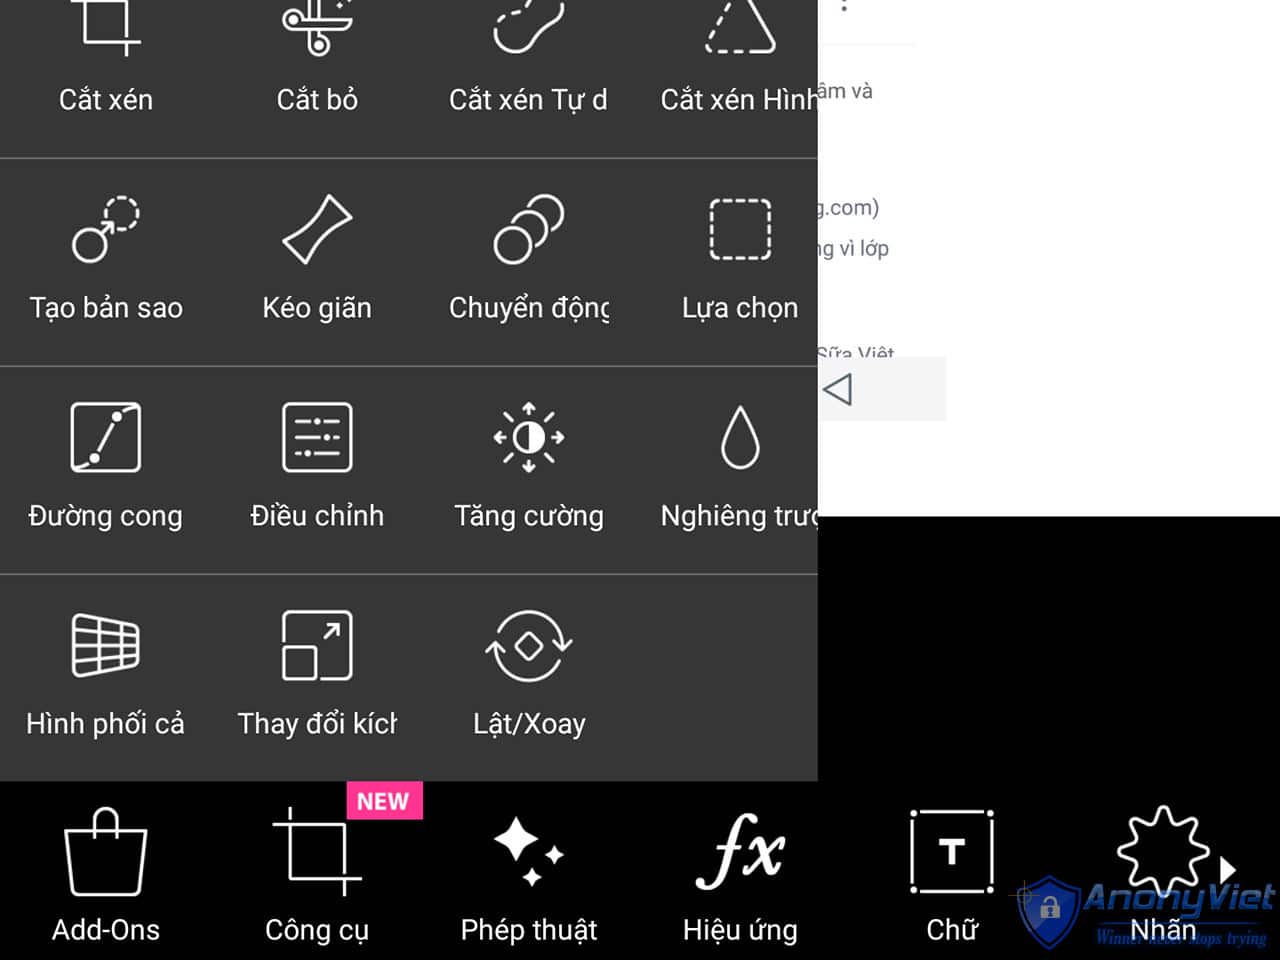 Cắt xén
Cắt bỏ
Cắt xén Tự d
Cắt xén Hình
âm và
Tạo bản sao
Kéo giãn
Chuyển động
Lựa chọn
g.com)
ng vì lớp
Sữa Việt
Đường cong
Điều chỉnh
Tăng cường
Nghiêng trượ
Hình phối cả
Thay đổi kích
Lật/Xoay
NEW
Add-Ons
Công cụ
Phép thuật
fx
Hiệu ứng
T
Chữ
Nhãn
AnonyViet
Winner never stops trying